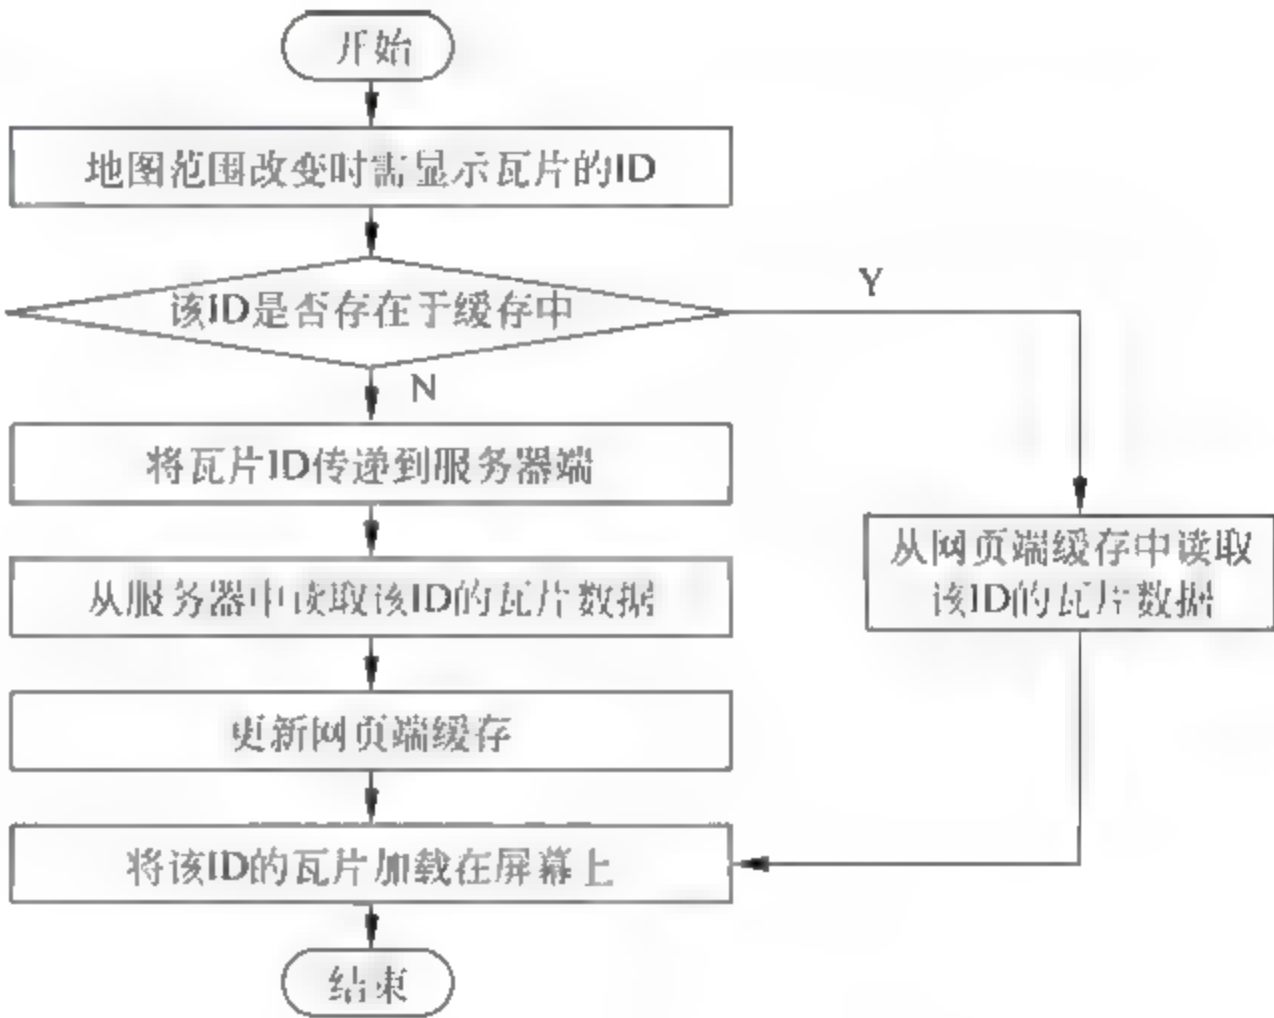 开始
地图范围改变时需显示瓦片的ID
该ID是否存在于缓存中
Y
N
将瓦片ID传递到服务器端
从服务器中读取该ID的瓦片数据
从网页端缓存中读取
该ID的瓦片数据
更新网页端缓存
将该ID的瓦片加载在屏幕上
结束